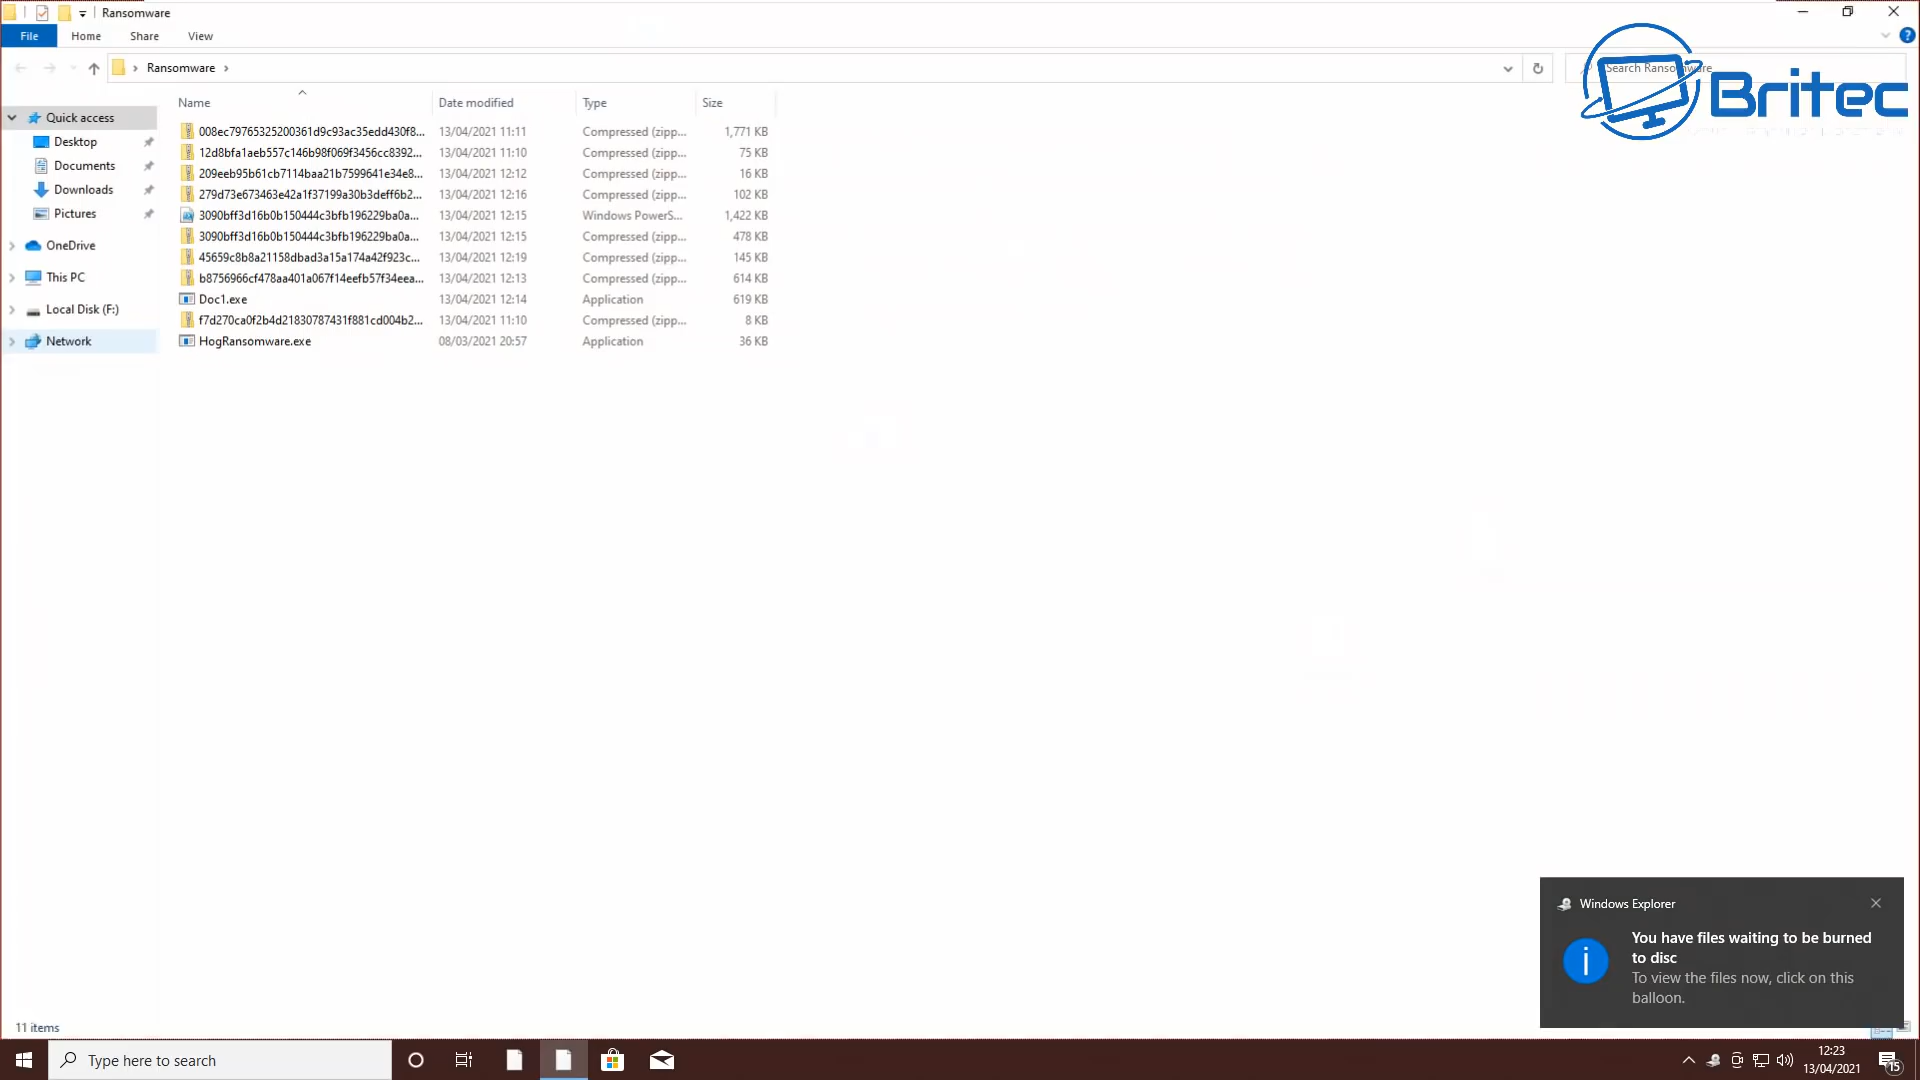 Ransomware
File Home Share View
Ransomware
Search Ransomware
Britec
Name Date modified Type Size
Quick access
Desktop
Documents
Downloads
Pictures
OneDrive
This PC
Local Disk (F:)
Network
008ec79765325200361d9c93ac35edd430f8... 13/04/2021 11:11 Compressed (zipp... 1,771 KB
12d8bfa1aeb557c146b98f069f3456cc8392... 13/04/2021 11:10 Compressed (zipp... 75 KB
209eeb95b61cb7114baa21b7599641e34e8... 13/04/2021 12:12 Compressed (zipp... 16 KB
279d73e673463e42a1f37199a30b3deff6b2... 13/04/2021 12:16 Compressed (zipp... 102 KB
3090bff3d16b0b150444c3bfb196229ba0a... 13/04/2021 12:15 Windows PowerS... 1,422 KB
3090bff3d16b0b150444c3bfb196229ba0a... 13/04/2021 12:15 Compressed (zipp... 478 KB
45659c8b8a21158dbad3a15a174a42f923c... 13/04/2021 12:19 Compressed (zipp... 145 KB
b8756966cf478aa401a067f14eefb57f34eea... 13/04/2021 12:13 Compressed (zipp... 614 KB
Doc1.exe 13/04/2021 12:14 Application 619 KB
f7d270ca0f2b4d21830787431f881cd004b2... 13/04/2021 11:10 Compressed (zipp... 8 KB
HogRansomware.exe 08/03/2021 20:57 Application 36 KB
Windows Explorer
You have files waiting to be burned
to disc
To view the files now, click on this
balloon.
11 items
Type here to search
12:23
13/04/2021
15